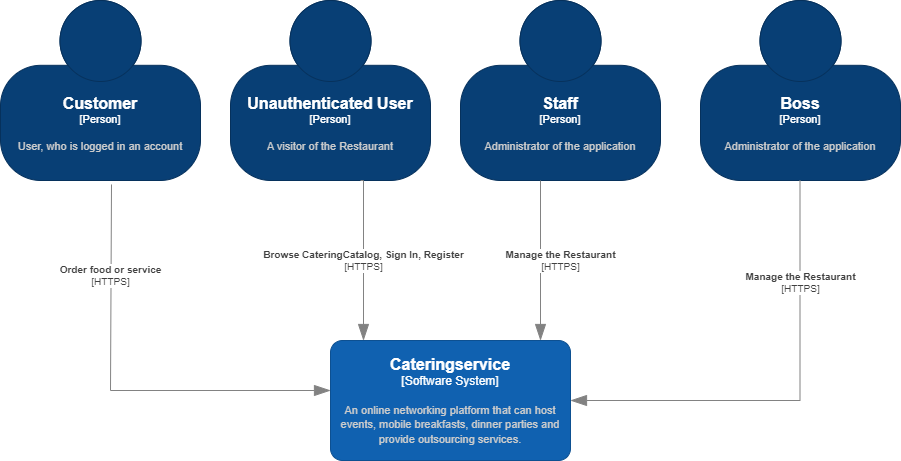 Customer
[Person]
User, who is logged in an account
Unauthenticated User
[Person]
A visitor of the Restaurant
Staff
[Person]
Administrator of the application
Boss
[Person]
Administrator of the application
Order food or service
[HTTPS]
Browse CateringCatalog, Sign In, Register
[HTTPS]
Manage the Restaurant
[HTTPS]
Manage the Restaurant
[HTTPS]
Cateringservice
[Software System]
An online networking platform that can host
events, mobile breakfasts, dinner parties and
provide outsourcing services.